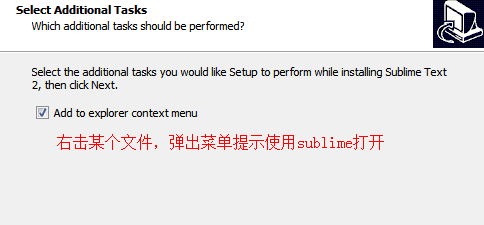 Select Additional Tasks
Which additional tasks should be performed?
Select the additional tasks you would like Setup to perform while installing Sublime Text
2, then click Next.
Add to explorer context menu
右击某个文件，弹出菜单提示使用sublime打开